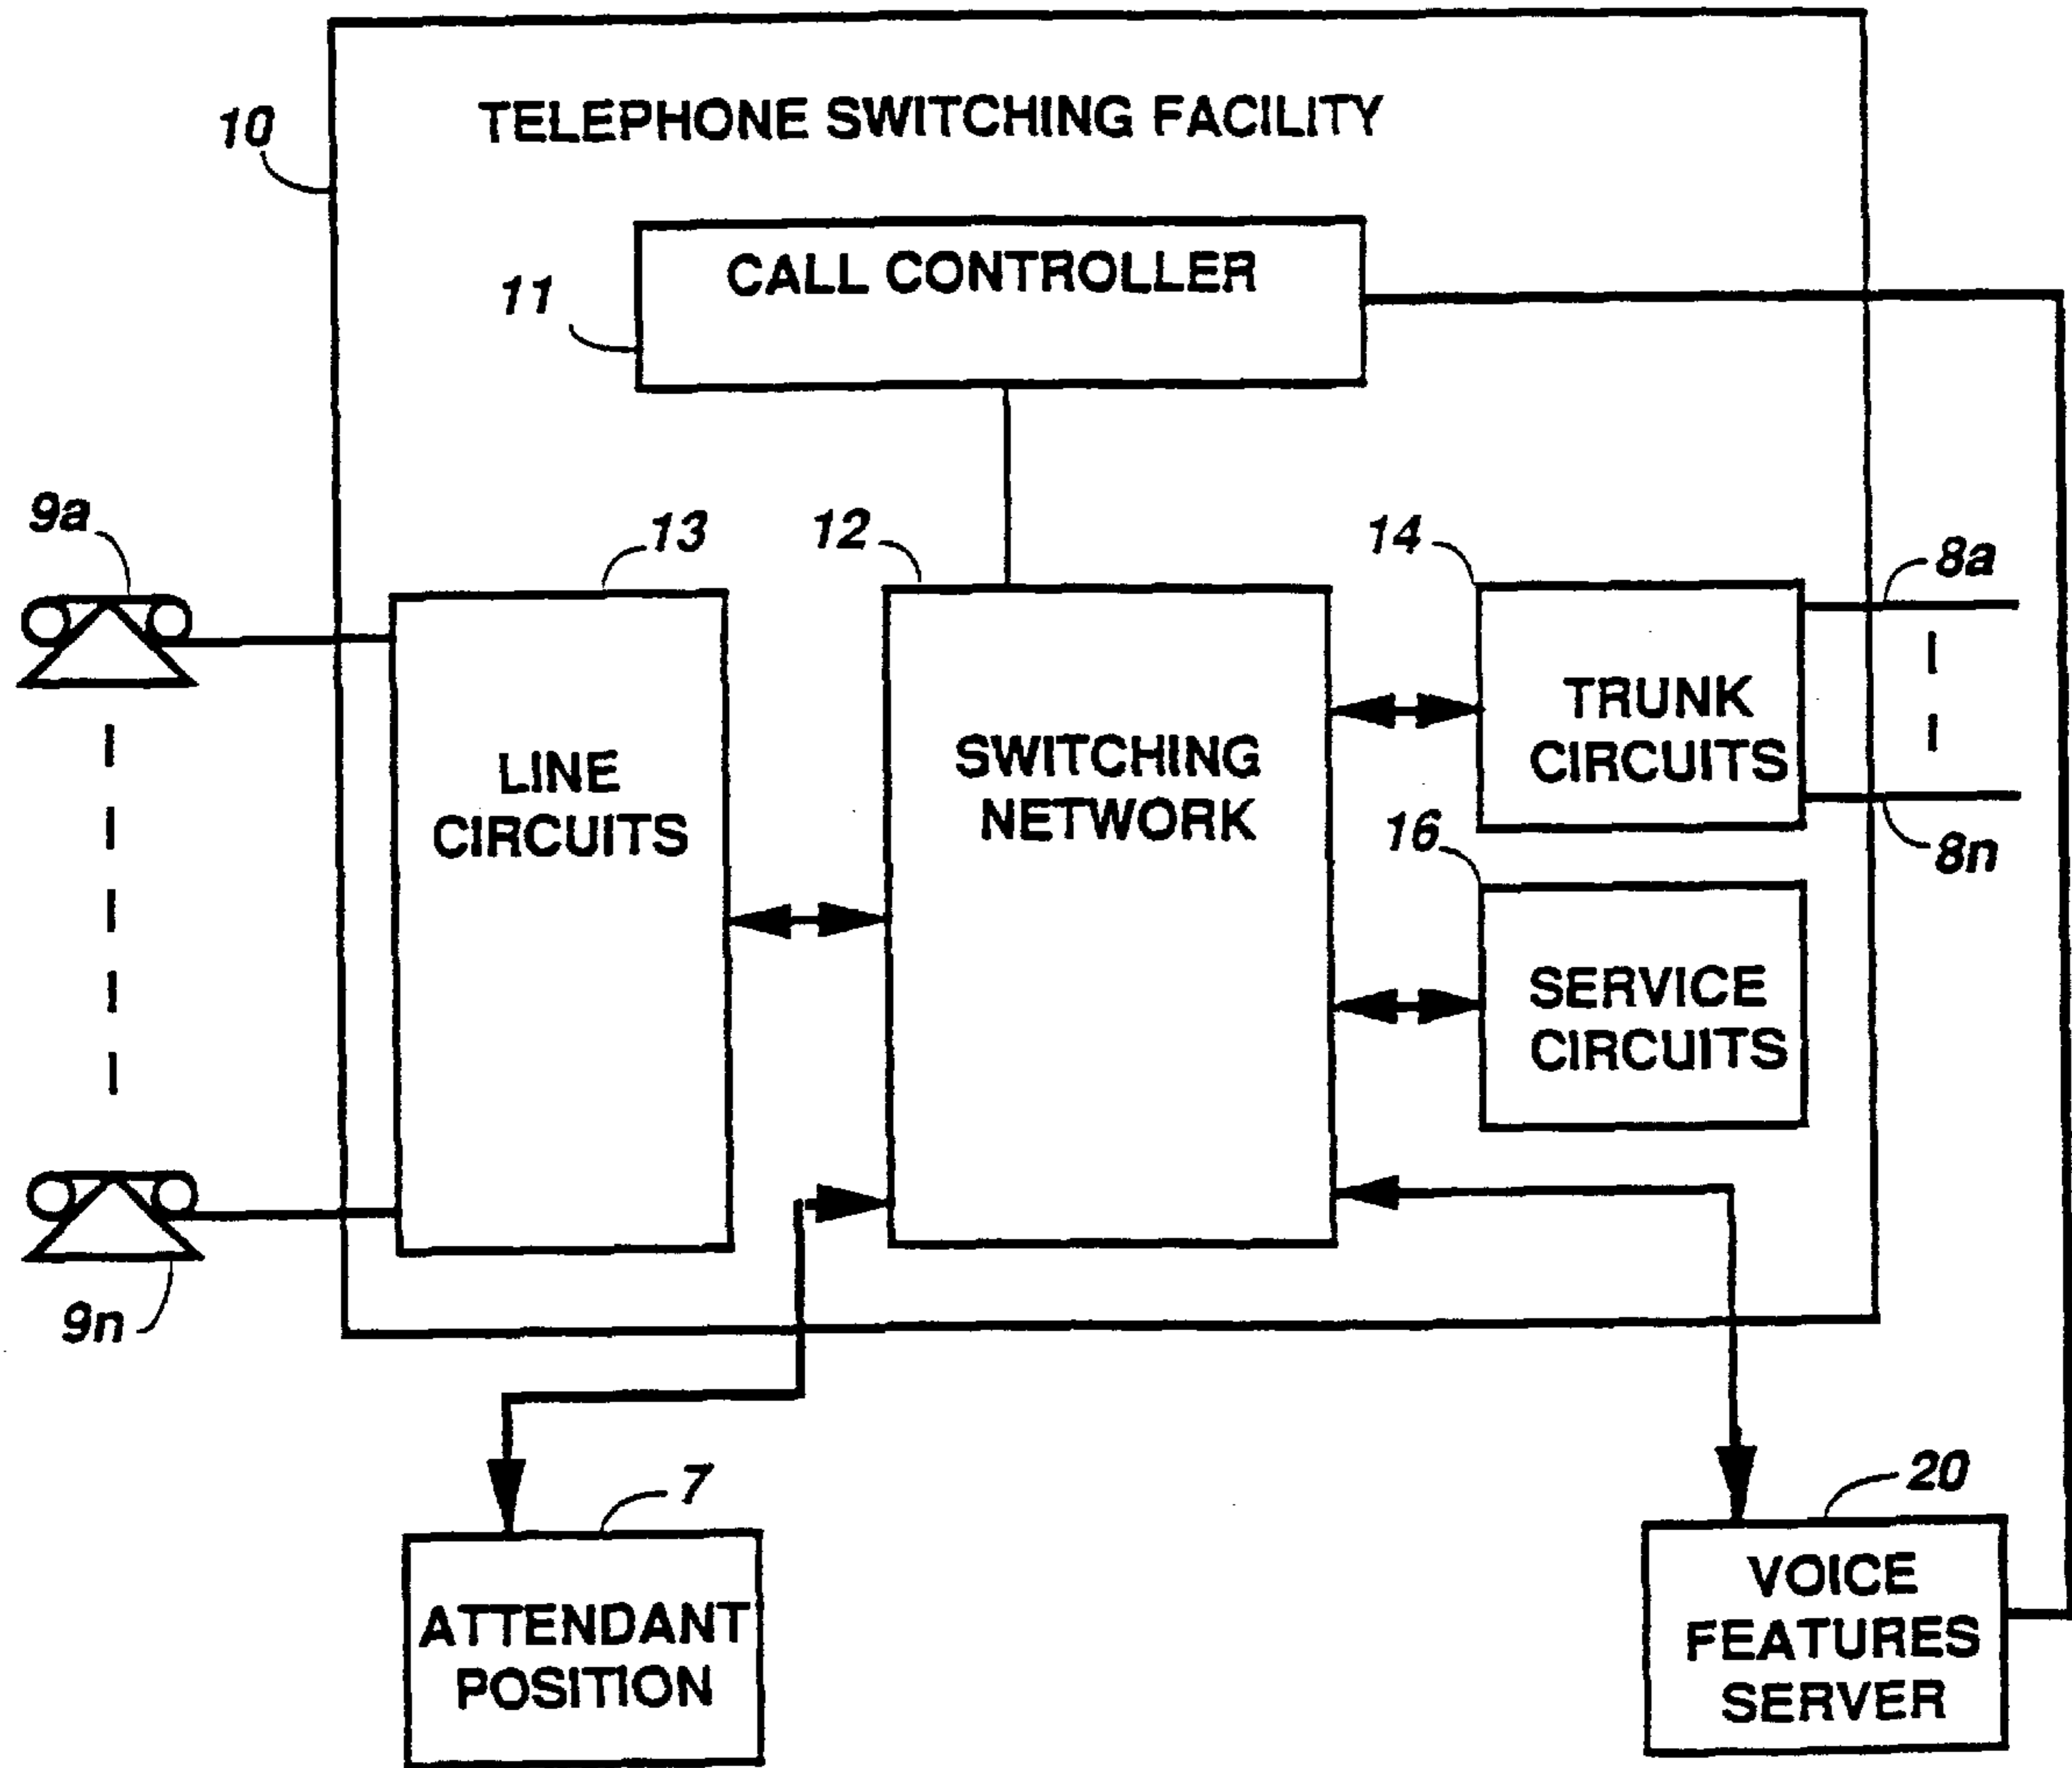 10
TELEPHONE SWITCHING FACILITY
11
CALL CONTROLLER
9a
13
12
14
8a
LINE
CIRCUITS
SWITCHING
NETWORK
TRUNK
CIRCUITS
16
8n
SERVICE
CIRCUITS
9n
7
20
ATTENDANT
POSITION
VOICE
FEATURES
SERVER